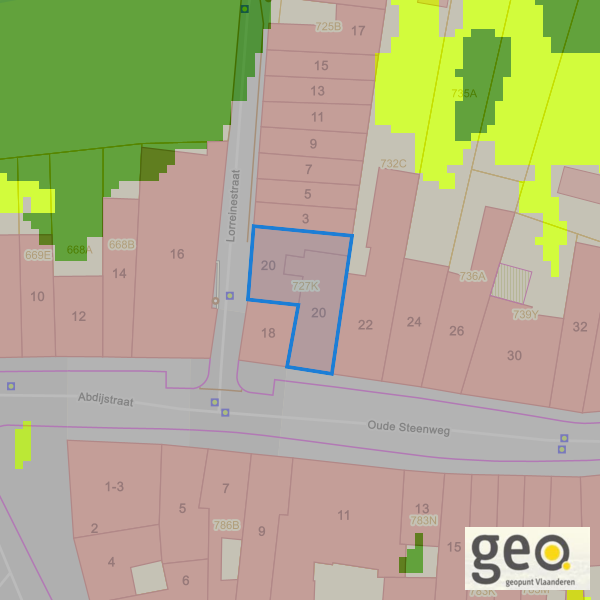 725B
17
15
13
11
9
7
5
3
735A
732C
Lorreinestraat
669E
668A
668B
16
14
12
10
20
727K
20
18
22
24
26
30
32
736A
739Y
Abdijstraat
Oude Steenweg
1-3
2
4
5
6
7
786B
9
11
13
783N
15
geo.
geopunt Vlaanderen